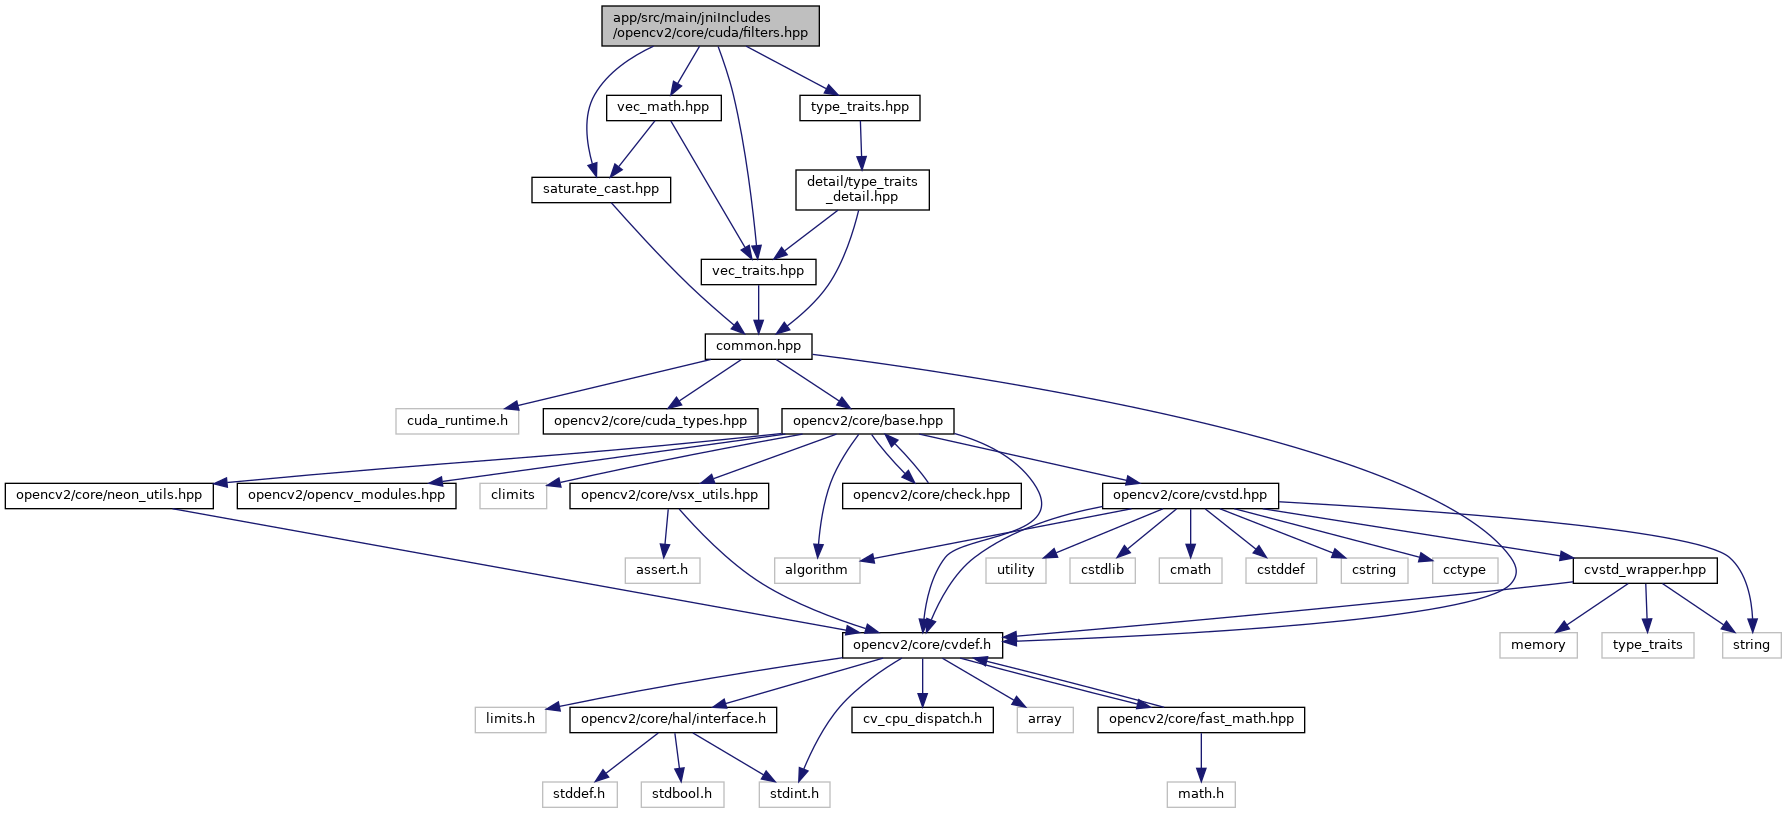 app/src/main/jniIncludes
/opencv2/core/cuda/filters.hpp
vec_math.hpp
type_traits.hpp
saturate_cast.hpp
detail/type_traits
_detail.hpp
vec_traits.hpp
common.hpp
cuda_runtime.h
opencv2/core/cuda_types.hpp
opencv2/core/base.hpp
opencv2/core/neon_utils.hpp
opencv2/opencv_modules.hpp
climits
opencv2/core/vsx_utils.hpp
opencv2/core/check.hpp
opencv2/core/cvstd.hpp
assert.h
algorithm
utility
cstdlib
cmath
cstddef
cstring
cctype
cvstd_wrapper.hpp
opencv2/core/cvdef.h
memory
type_traits
string
limits.h
opencv2/core/hal/interface.h
cv_cpu_dispatch.h
array
opencv2/core/fast_math.hpp
stddef.h
stdbool.h
stdint.h
math.h